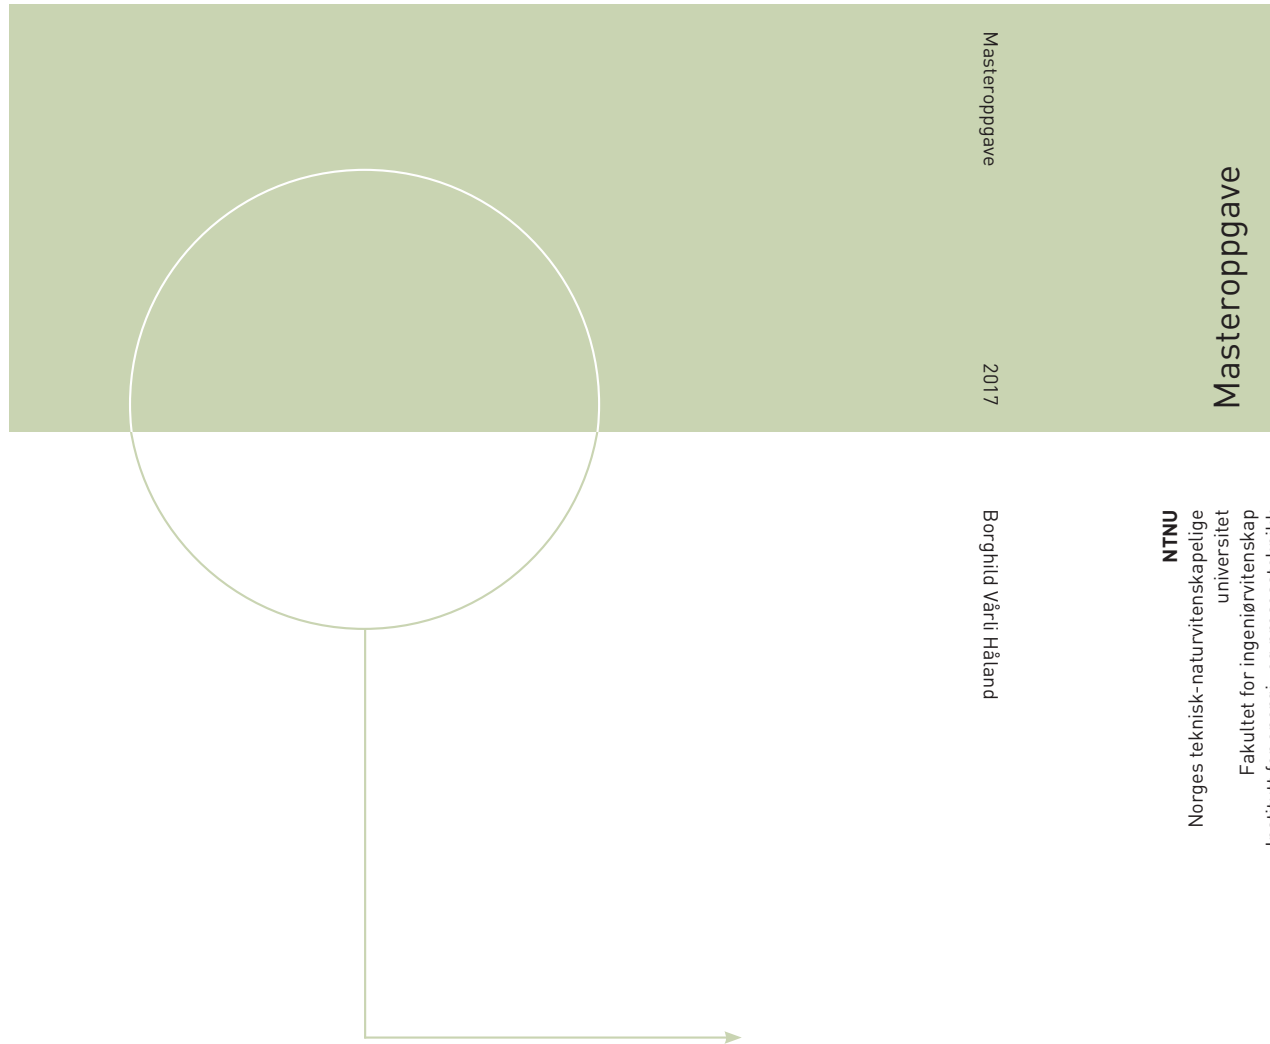 Masteroppgave
2017
Borghild Vårli Håland
Masteroppgave
NTNU
Norges teknisk-naturvitenskapelige
universitet
Fakultet for ingeniørvitenskap